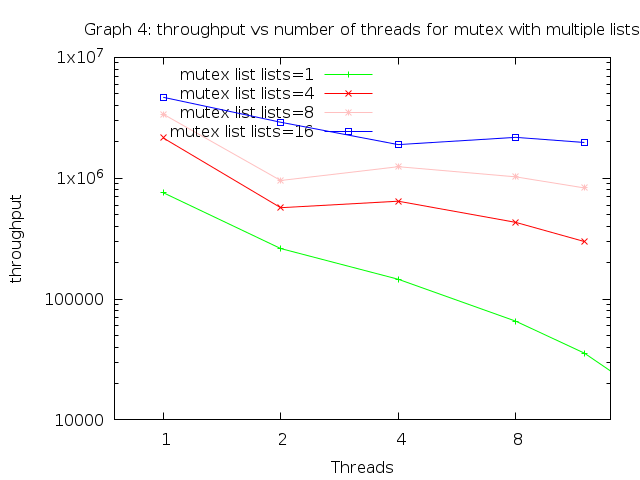 Graph 4: throughput vs number of threads for mutex with multiple lists
1x10^7
mutex list lists=1
mutex list lists=4
mutex list lists=8
mutex list lists=16
1x10^6
throughput
100000
10000
1 2 4 8
Threads